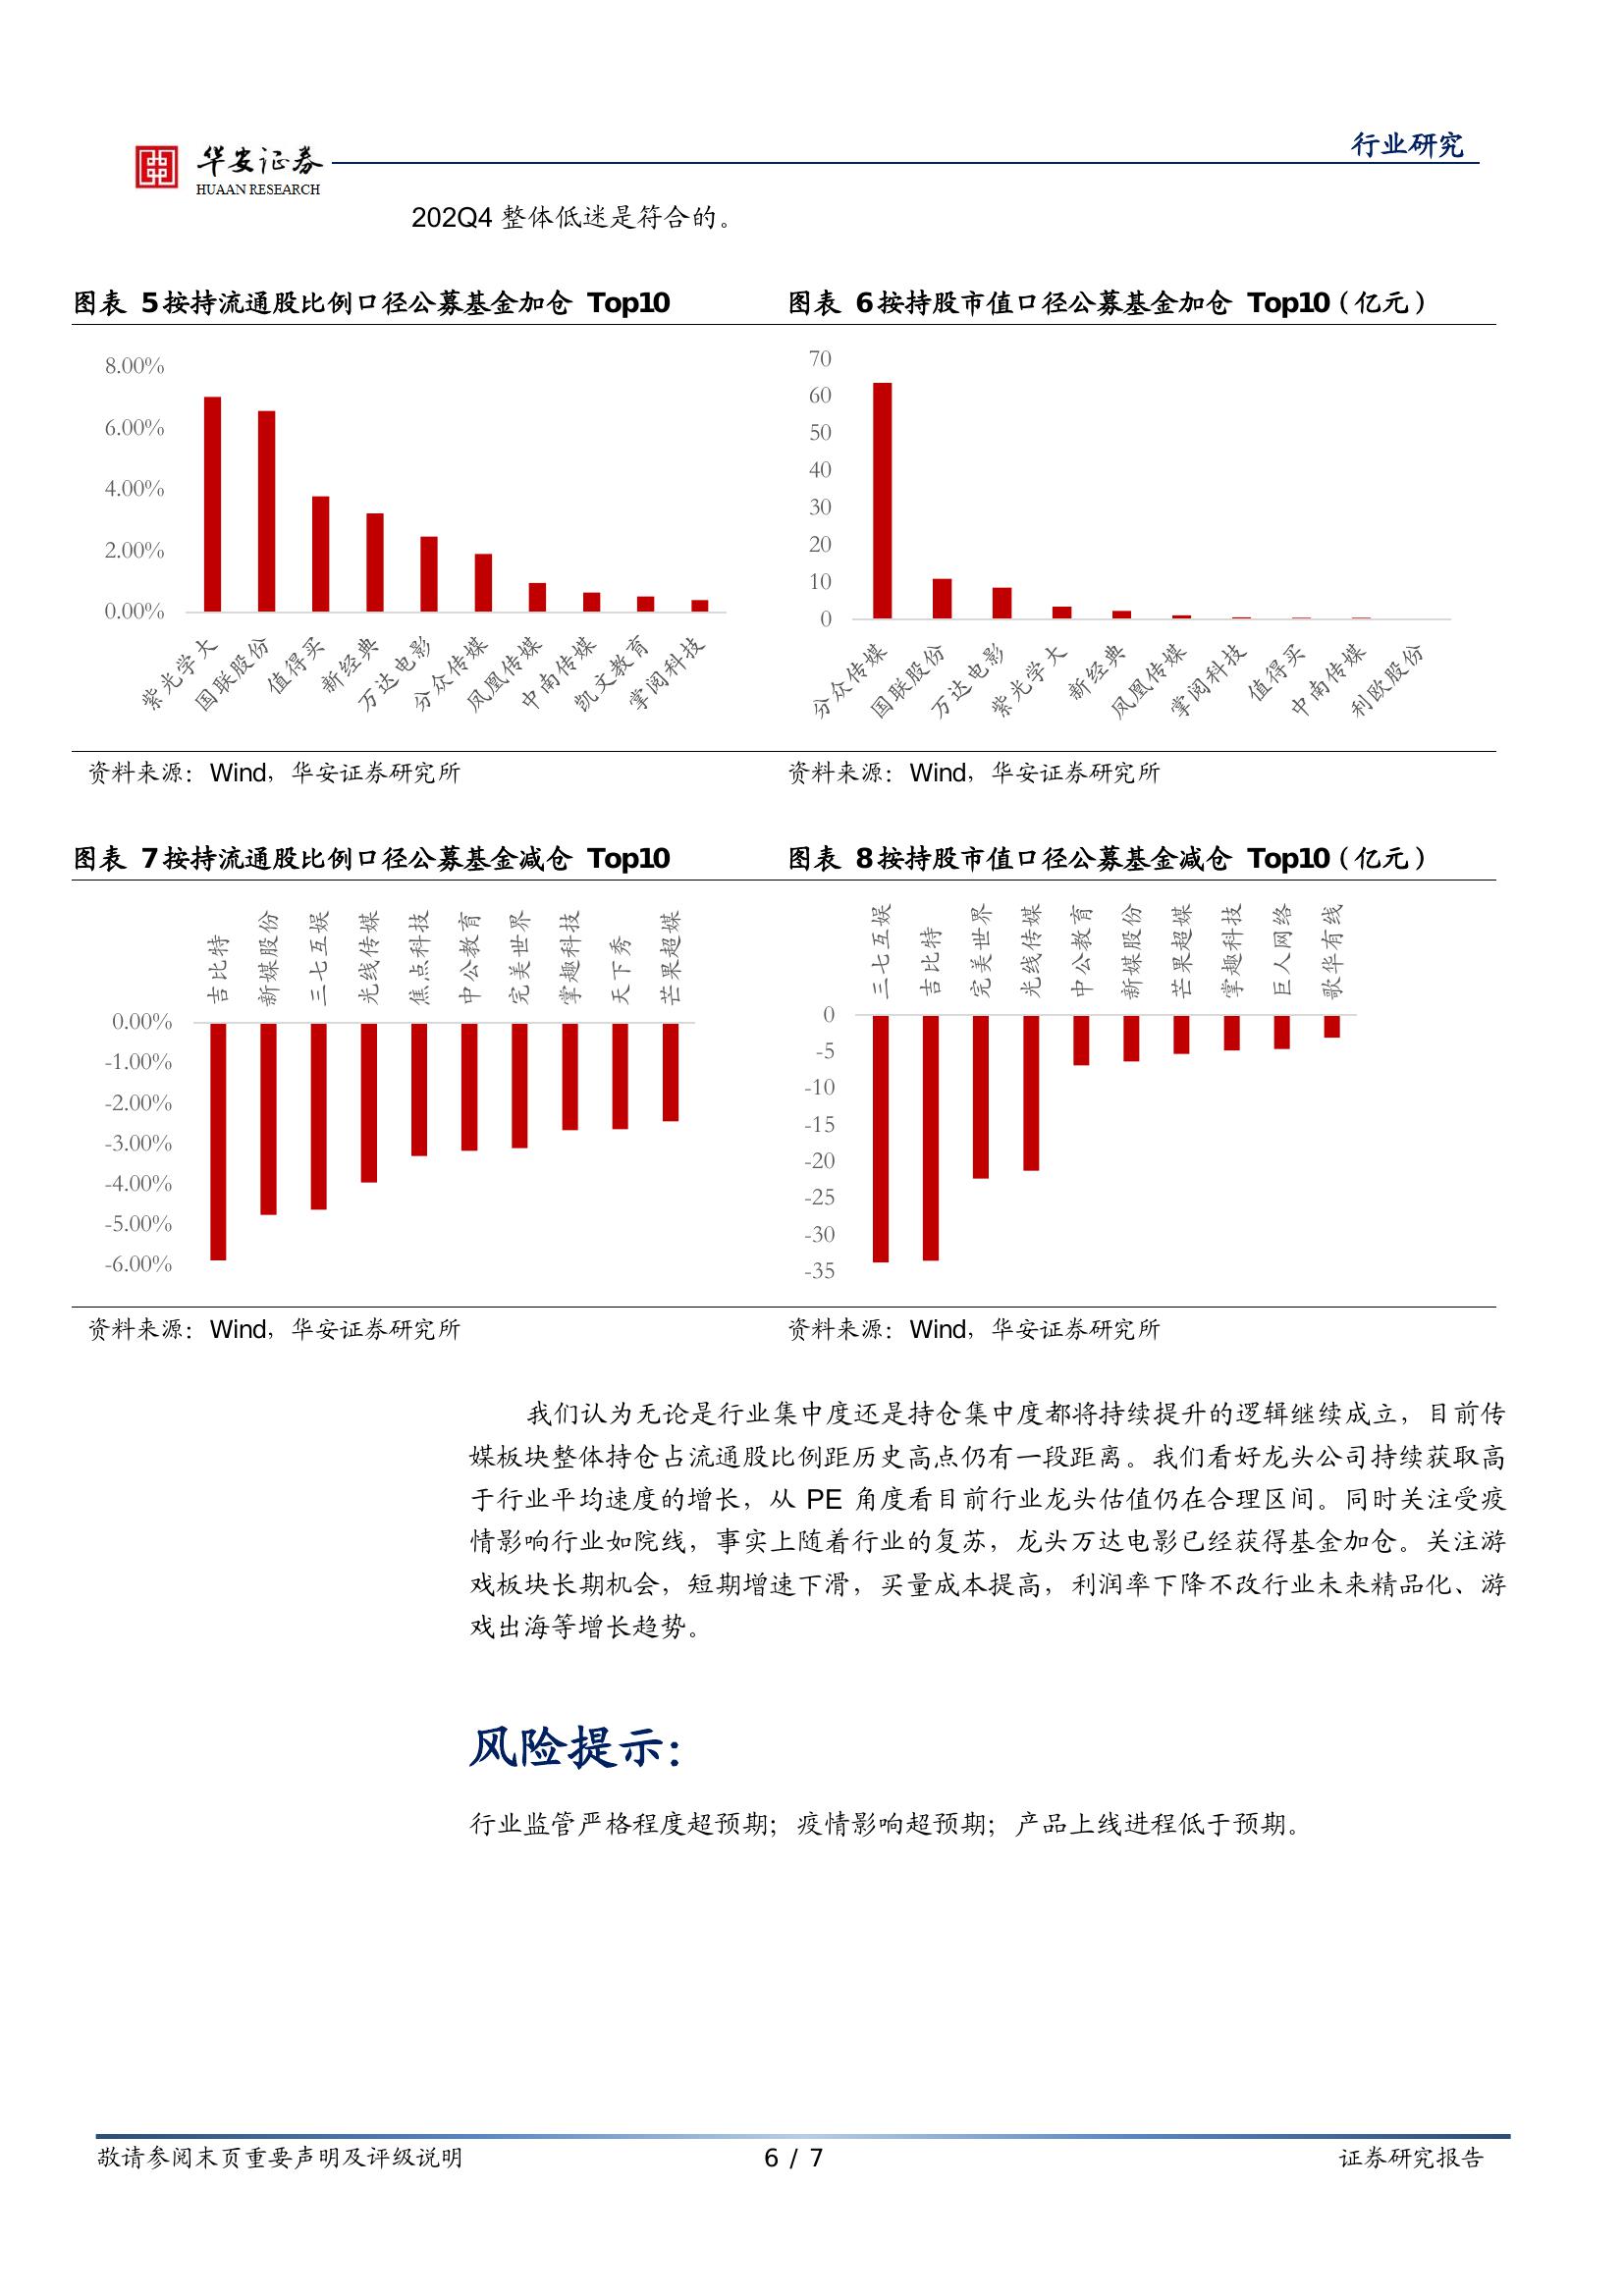 行业研究
华安证券
HUAAN RESEARCH
202Q4 整体低迷是符合的。
图表 5 按持流通股比例口径公募基金加仓 Top10
8.00%
6.00%
4.00%
2.00%
0.00%
紫光学大
国联股份
值得买
新经典
万达电影
分众传媒
凤凰传媒
中南传媒
凯文教育
掌阅科技
资料来源：Wind，华安证券研究所
图表 6 按持股市值口径公募基金加仓 Top10（亿元）
70
60
50
40
30
20
10
0
分众传媒
国联股份
万达电影
紫光学大
新经典
凤凰传媒
掌阅科技
值得买
中南传媒
利欧股份
资料来源：Wind，华安证券研究所
图表 7 按持流通股比例口径公募基金减仓 Top10
吉比特
新媒股份
三七互娱
光线传媒
焦点科技
中公教育
完美世界
掌趣科技
天下秀
芒果超媒
0.00%
-1.00%
-2.00%
-3.00%
-4.00%
-5.00%
-6.00%
资料来源：Wind，华安证券研究所
图表 8 按持股市值口径公募基金减仓 Top10（亿元）
三七互娱
吉比特
完美世界
光线传媒
中公教育
新媒股份
芒果超媒
掌趣科技
巨人网络
歌华有线
0
-5
-10
-15
-20
-25
-30
-35
资料来源：Wind，华安证券研究所
我们认为无论是行业集中度还是持仓集中度都将持续提升的逻辑继续成立，目前传
媒板块整体持仓占流通股比例距历史高点仍有一段距离。我们看好龙头公司持续获取高
于行业平均速度的增长，从 PE 角度看目前行业龙头估值仍在合理区间。同时关注受疫
情影响行业如院线，事实上随着行业的复苏，龙头万达电影已经获得基金加仓。关注游
戏板块长期机会，短期增速下滑，买量成本提高，利润率下降不改行业未来精品化、游
戏出海等增长趋势。
风险提示：
行业监管严格程度超预期；疫情影响超预期；产品上线进程低于预期。
敬请参阅末页重要声明及评级说明
6 / 7
证券研究报告